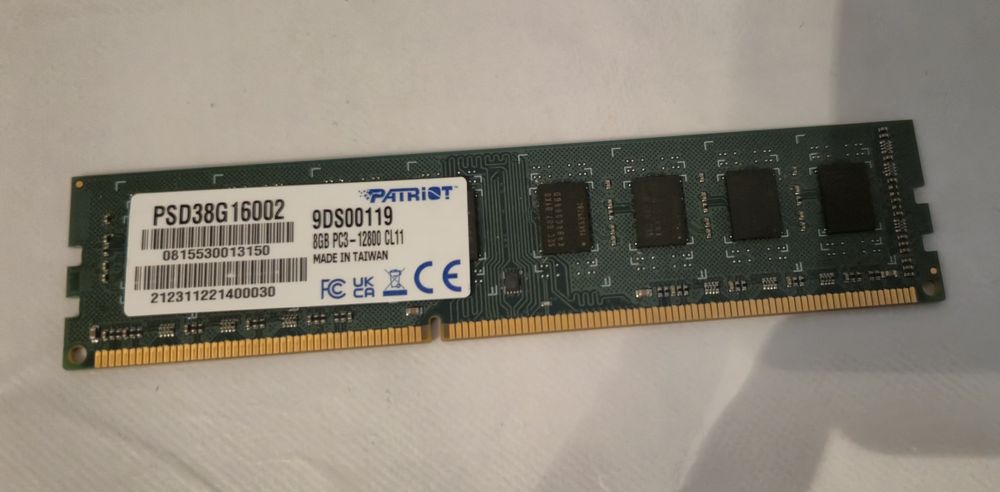 PATRiOT
PSD38G16002
9DS00119
8GB PC3-12800 CL11
0815530013150
MADE IN TAIWAN
212311221400030
FC UK CA CE